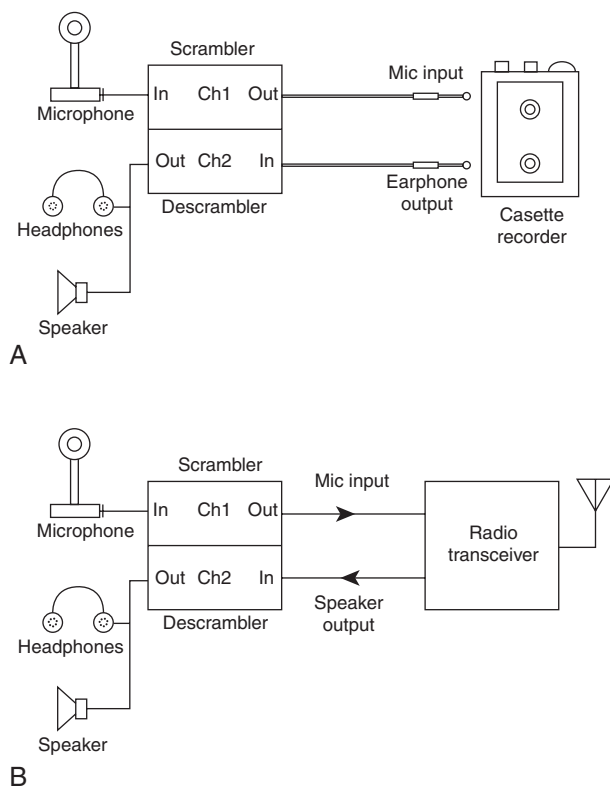 Scrambler
Mic input
In Ch1 Out
Microphone
Out Ch2 In
Earphone
output
Descrambler
Headphones
Casette
recorder
Speaker
A
Scrambler
Mic input
In Ch1 Out
Microphone
Radio
transceiver
Out Ch2 In
Speaker
output
Descrambler
Headphones
Speaker
B